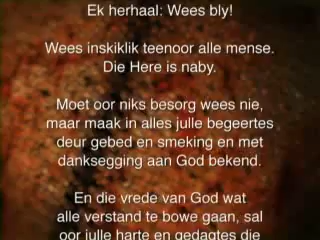 Ek herhaal: Wees bly!
Wees inskiklik teenoor alle mense.
Die Here is naby.
Moet oor niks besorg wees nie,
maar maak in alles julle begeertes
deur gebed en smeking en met
danksegging aan God bekend.
En die vrede van God wat
alle verstand te bowe gaan, sal
oor julle harte en gedagtes die